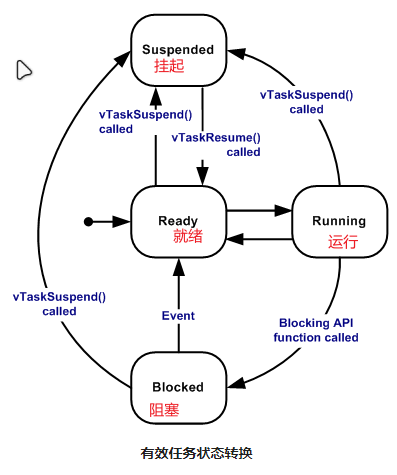 Suspended
挂起
vTaskSuspend()
called
vTaskSuspend()
called
vTaskResume()
called
Ready
就绪
Running
运行
vTaskSuspend()
called
Event
Blocking API
function called
Blocked
阻塞
有效任务状态转换